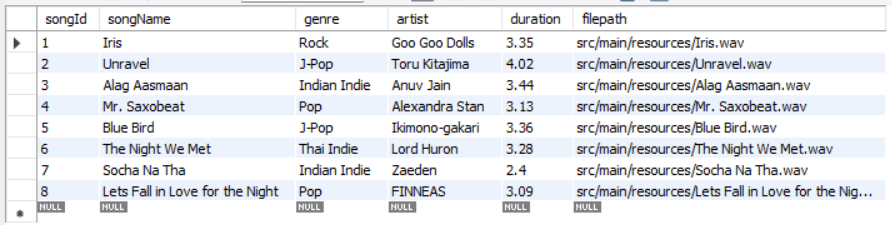 songId songName genre artist duration filepath
1 Iris Rock Goo Goo Dolls 3.35 src/main/resources/Iris.wav
2 Unravel J-Pop Toru Kitajima 4.02 src/main/resources/Unravel.wav
3 Alag Aasmaan Indian Indie Anuv Jain 3.44 src/main/resources/Alag Aasmaan.wav
4 Mr. Saxobeat Pop Alexandra Stan 3.13 src/main/resources/Mr. Saxobeat.wav
5 Blue Bird J-Pop Ikimono-gakari 3.36 src/main/resources/Blue Bird.wav
6 The Night We Met Thai Indie Lord Huron 3.28 src/main/resources/The Night We Met.wav
7 Socha Na Tha Indian Indie Zaeden 2.4 src/main/resources/Socha Na Tha.wav
8 Lets Fall in Love for the Night Pop FINNEAS 3.09 src/main/resources/Lets Fall in Love for the Nig...
NULL NULL NULL NULL NULL NULL